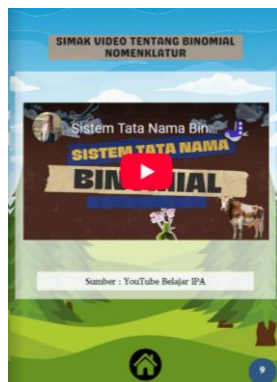 SIMAK VIDEO TENTANG BINOMIAL
NOMENKLATUR
Sistem Tata Nama Bin...
SISTEM TATA NAMA
BINOMIAL
Sumber : YouTube Belajar IPA
9